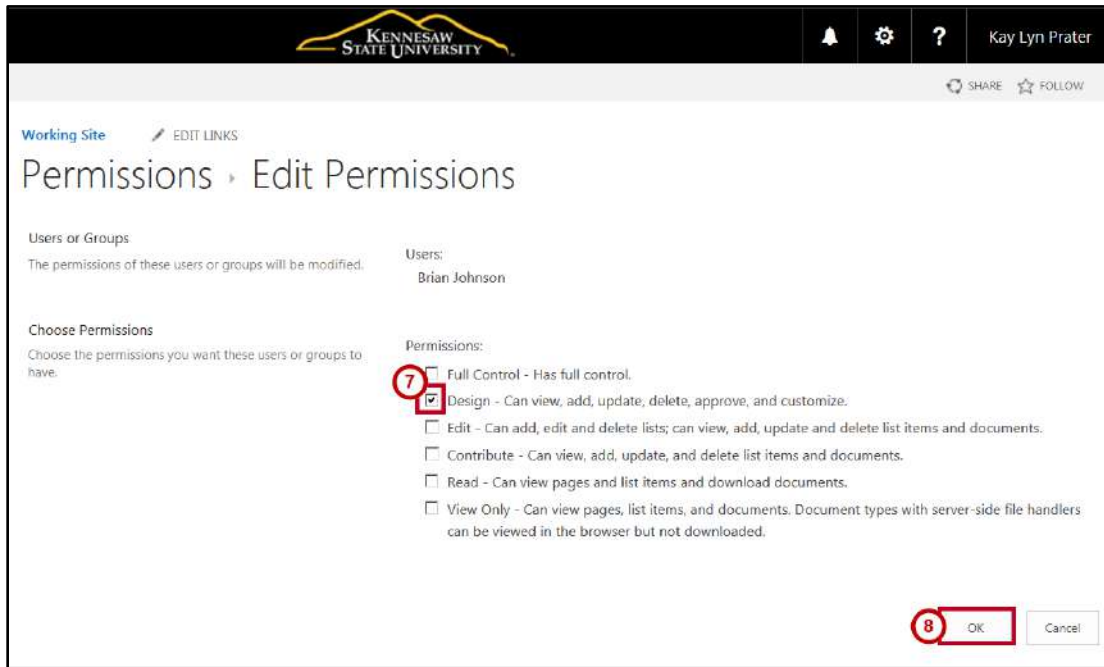 KENNESAW
STATE UNIVERSITY
? Kay Lyn Prater
SHARE FOLLOW
Working Site EDIT LINKS
Permissions › Edit Permissions
Users or Groups
The permissions of these users or groups will be modified.
Users:
Brian Johnson
Choose Permissions
Choose the permissions you want these users or groups to
have.
Permissions:
Full Control - Has full control.
7
Design - Can view, add, update, delete, approve, and customize.
Edit - Can add, edit and delete lists; can view, add, update and delete list items and documents.
Contribute - Can view, add, update, and delete list items and documents.
Read - Can view pages and list items and download documents.
View Only - Can view pages, list items, and documents. Document types with server-side file handlers
can be viewed in the browser but not downloaded.
8 OK Cancel